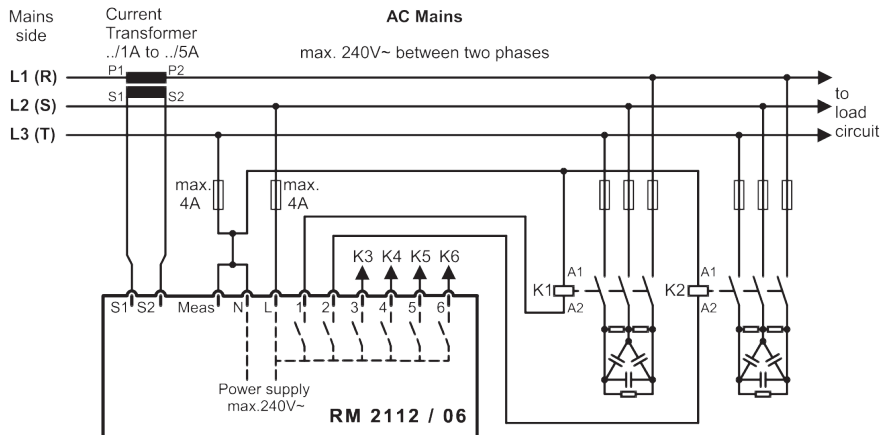 Mains side
Current Transformer ../1A to ../5A
AC Mains
max. 240V~ between two phases
L1 (R)
P1
P2
L2 (S)
S1
S2
L3 (T)
to load circuit
max. 4A
max. 4A
K3
K4
K5
K6
K1
A1
A2
K2
A1
A2
S1
S2
Meas
N
L
1
2
3
4
5
6
Power supply
max.240V~
RM 2112 / 06